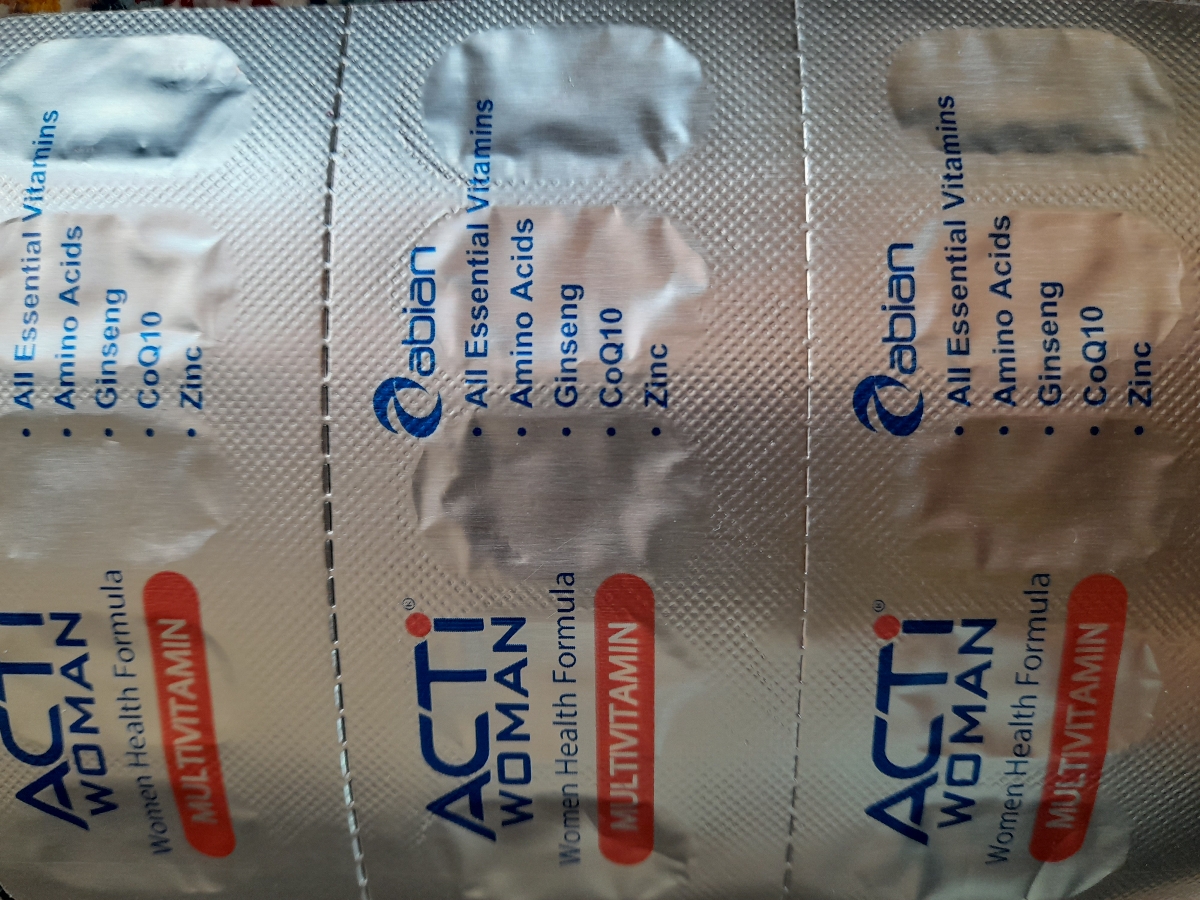 ACTi
WOMAN
Women Health Formula
MULTIVITAMIN
• All Essential Vitamins
• Amino Acids
• Ginseng
• CoQ10
• Zinc
ACTi®
WOMAN
Women Health Formula
MULTIVITAMIN
abian
• All Essential Vitamins
• Amino Acids
• Ginseng
• CoQ10
• Zinc
ACTi®
WOMAN
Women Health Formula
MULTIVITAMIN
abian
• All Essential Vitamins
• Amino Acids
• Ginseng
• CoQ10
• Zinc